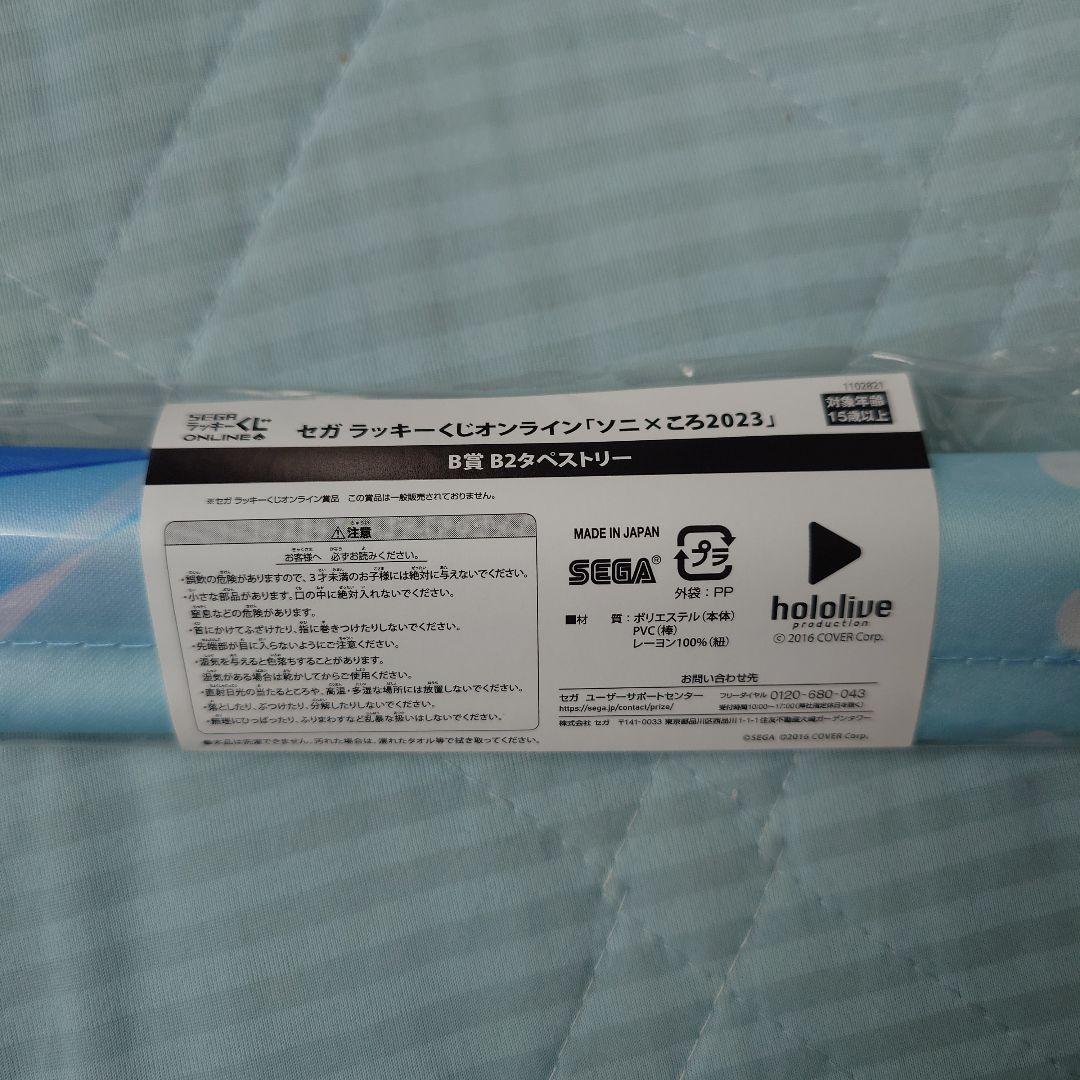 1102821
SEGA
ラッキーくじ
ONLINE
セガ ラッキーくじオンライン「ソニ×ころ2023」
対象年齢
15歳以上
B賞 B2タペストリー
※セガ ラッキーくじオンライン賞品 この賞品は一般販売されておりません。
⚠注意
お客様へ 必ずお読みください。
・誤飲の危険がありますので、3才未満のお子様には絶対に与えないでください。
・小さな部品があります。口の中に絶対入れないでください。
窒息などの危険があります。
・首にかけてふざけたり、指に巻きつけたりしないでください。
・先端部が目に入らないようにご注意ください。
・湿気を与えると色落ちすることがあります。
湿気がある場合は乾かしてからご使用ください。
・直射日光の当たるところや、高温・多湿な場所には放置しないでください。
・落としたり、ぶつけたり、分解したりしないでください。
・無理にひっぱったり、ふりまわすなど乱暴な扱いはしないでください。
汚れた場合は、濡れたタオル等で拭き取ってください。
MADE IN JAPAN
SEGA®
プラ
外袋：PP
■材 質：ポリエステル(本体)
PVC(棒)
レーヨン100%(紐)
hololive
production
© 2016 COVER Corp.
お問い合わせ先
セガ ユーザーサポートセンター フリーダイヤル 0120-680-043
https://sega.jp/contact/prize/ 受付時間10:00〜17:00(弊社指定休日を除く)
株式会社 セガ 〒141-0033 東京都品川区西品川1-1-1住友不動産大崎ガーデンタワー
©SEGA ©2016 COVER Corp.